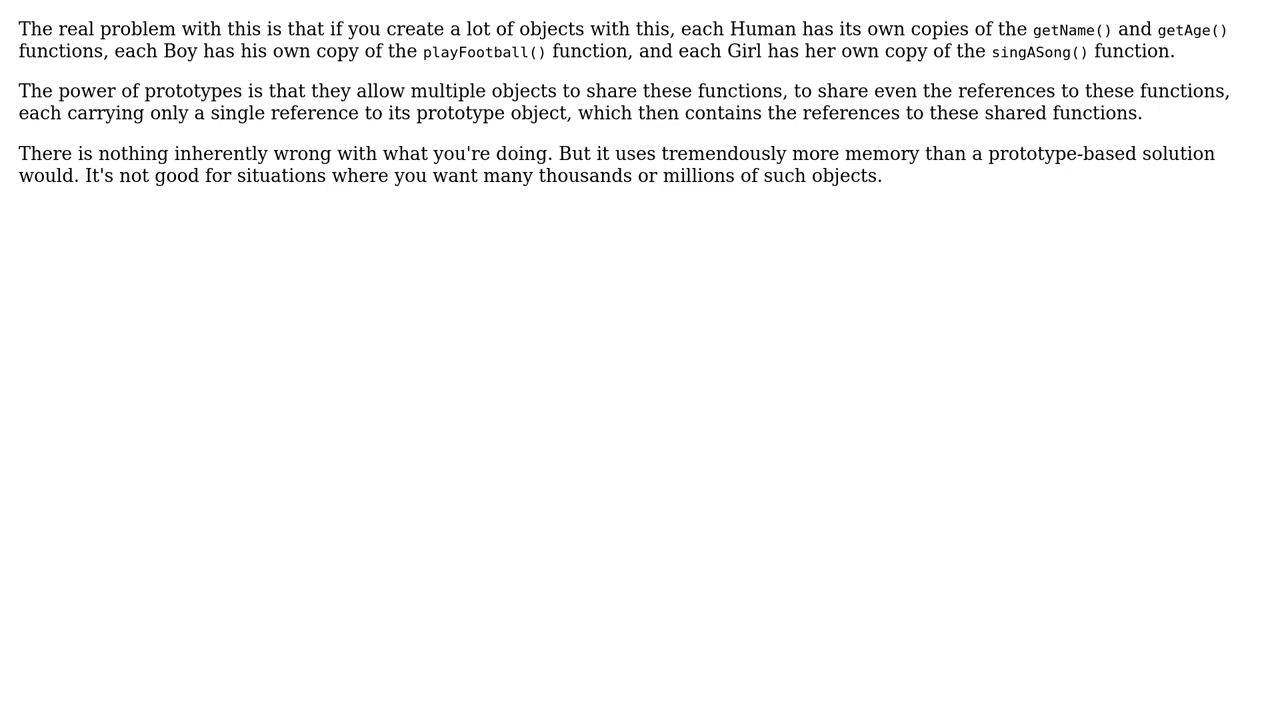 The real problem with this is that if you create a lot of objects with this, each Human has its own copies of the getName() and getAge()
functions, each Boy has his own copy of the playFootball() function, and each Girl has her own copy of the singASong() function.
The power of prototypes is that they allow multiple objects to share these functions, to share even the references to these functions,
each carrying only a single reference to its prototype object, which then contains the references to these shared functions.
There is nothing inherently wrong with what you're doing. But it uses tremendously more memory than a prototype-based solution
would. It's not good for situations where you want many thousands or millions of such objects.